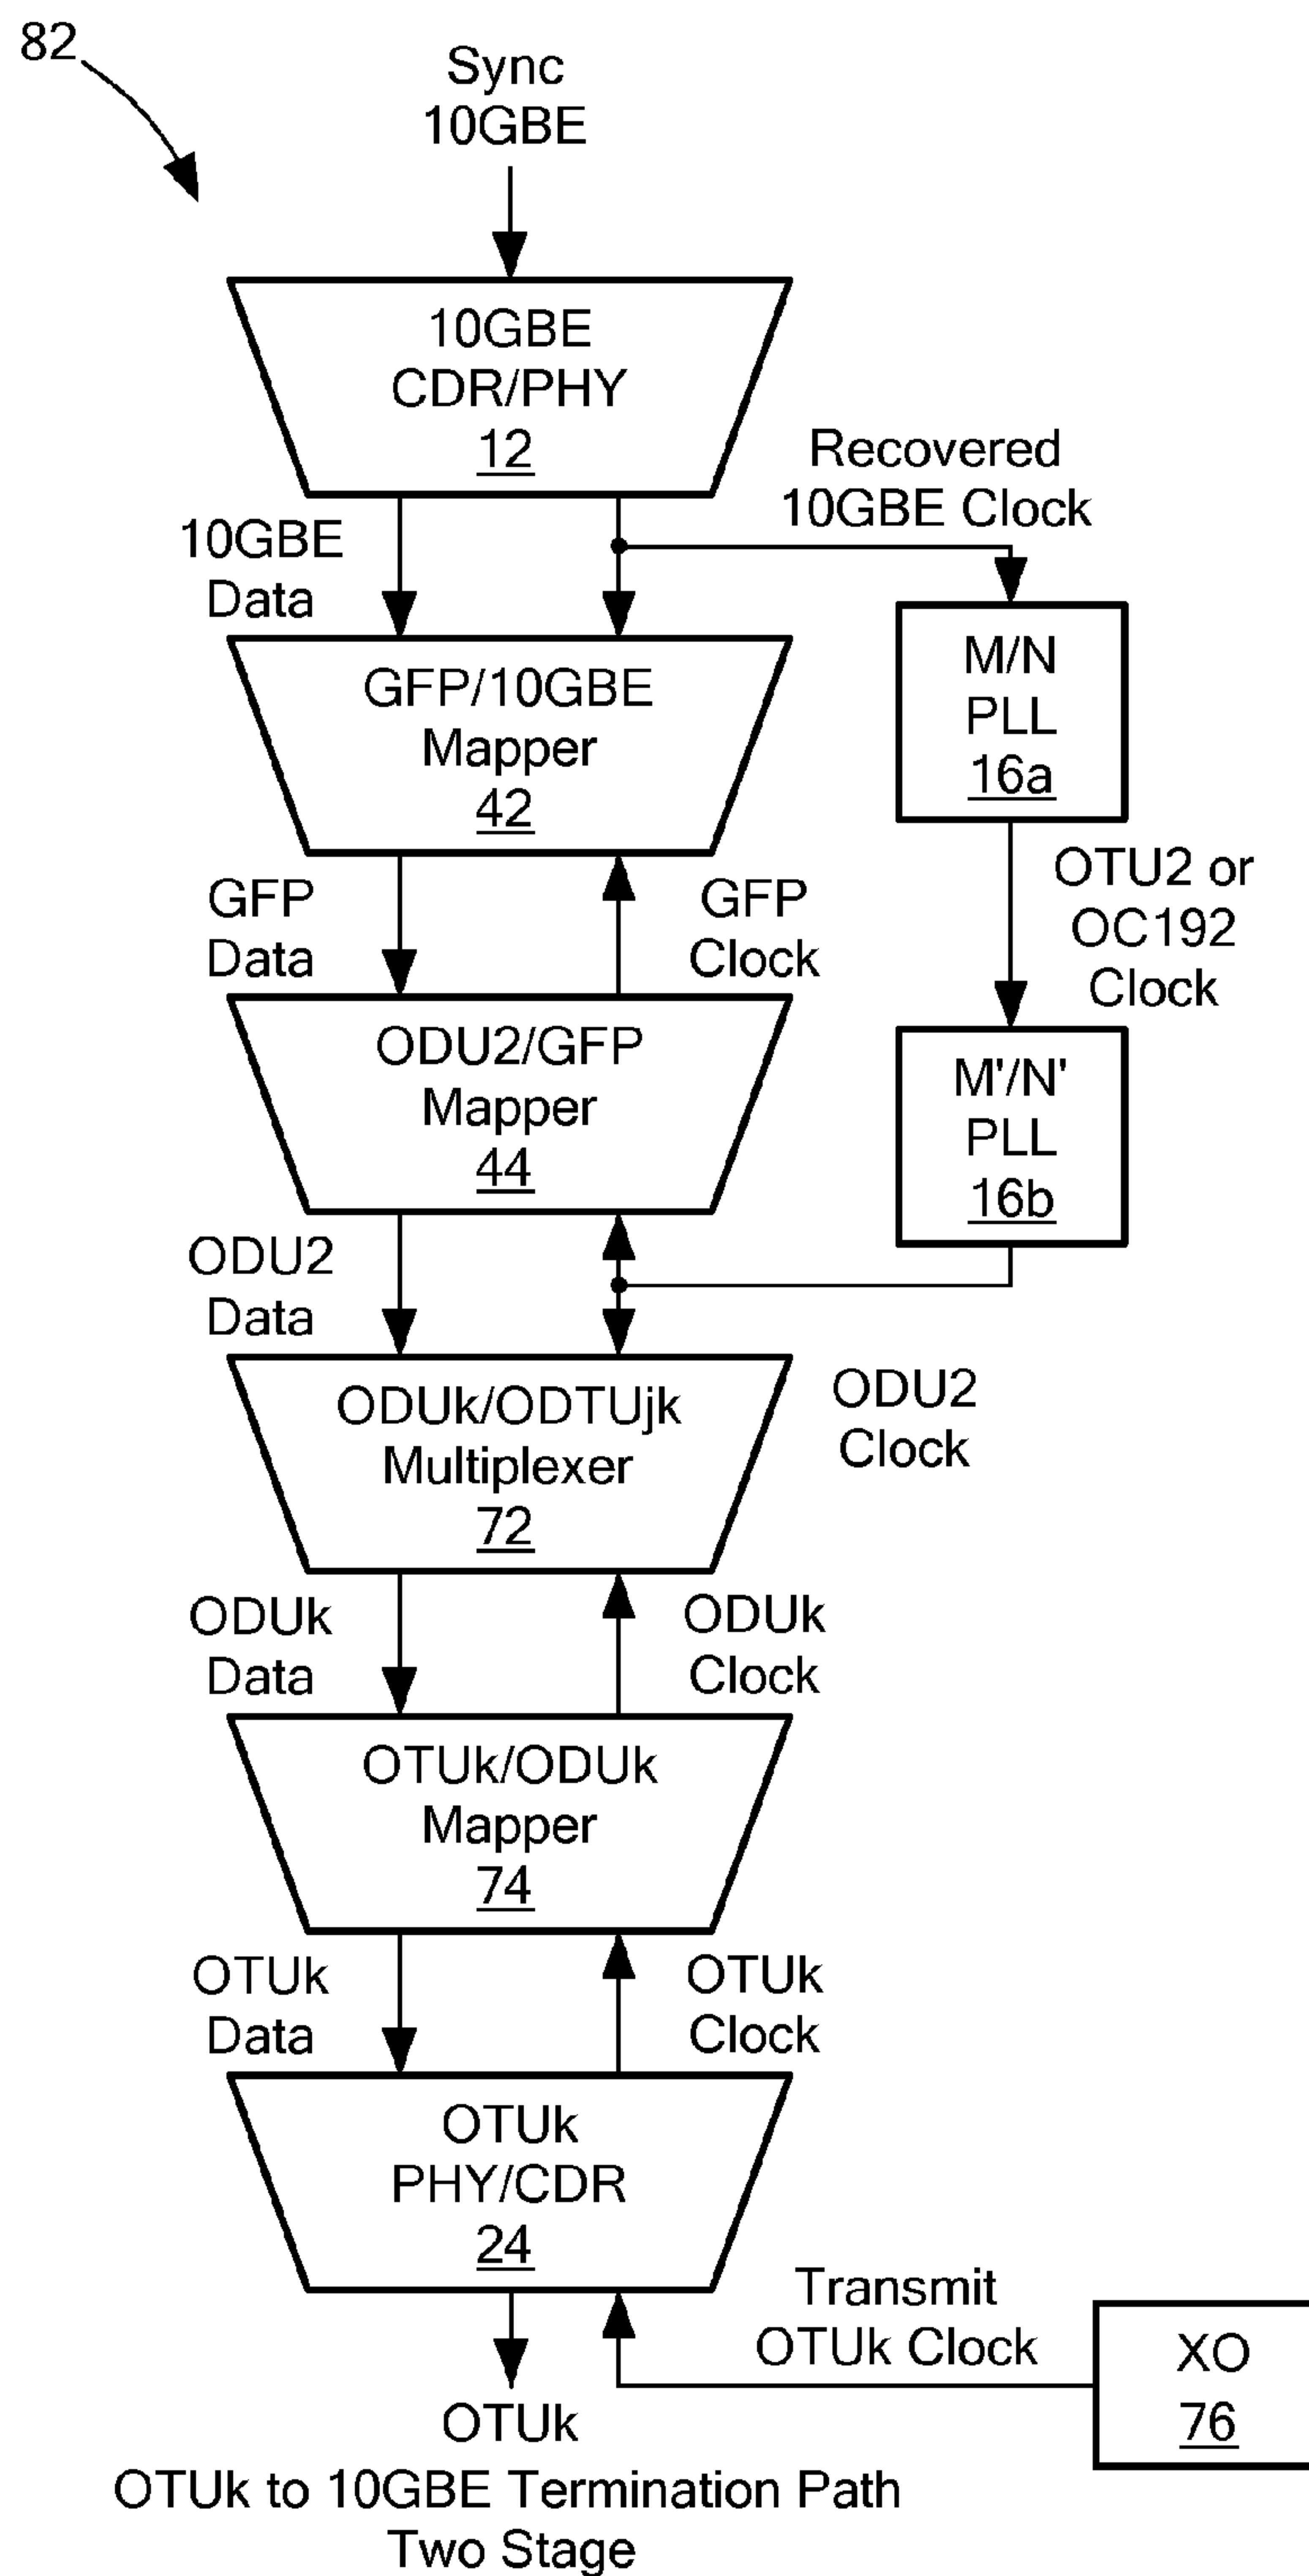 82
Sync
10GBE
10GBE
CDR/PHY
12
Recovered
10GBE Clock
10GBE
Data
M/N
PLL
16a
GFP/10GBE
Mapper
42
GFP
Data
GFP
Clock
OTU2 or
OC192
Clock
ODU2/GFP
Mapper
44
M'/N'
PLL
16b
ODU2
Data
ODU2
Clock
ODUk/ODTUjk
Multiplexer
72
ODUk
Data
ODUk
Clock
OTUk/ODUk
Mapper
74
OTUk
Data
OTUk
Clock
OTUk
PHY/CDR
24
Transmit
OTUk Clock
XO
76
OTUk
OTUk to 10GBE Termination Path
Two Stage